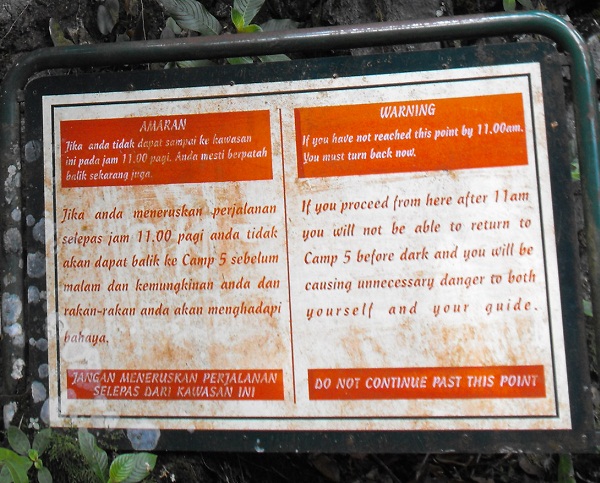 AMARAN
Jika anda tidak dapat sampai ke kawasan
ini pada jam 11.00 pagi. Anda mesti berpatah
balik sekarang juga.
Jika anda meneruskan perjalanan
selepas jam 11.00 pagi anda tidak
akan dapat balik ke Camp 5 sebelum
malam dan kemungkinan anda dan
rakan-rakan anda akan menghadapi
bahaya.
JANGAN MENERUSKAN PERJALANAN
SELEPAS DARI KAWASAN INI
WARNING
If you have not reached this point by 11.00am.
You must turn back now.
If you proceed from here after 11am
you will not be able to return to
Camp 5 before dark and you will be
causing unnecessary danger to both
yourself and your guide.
DO NOT CONTINUE PAST THIS POINT